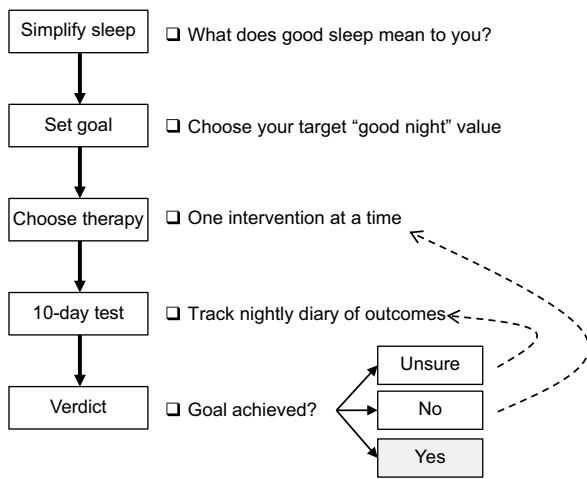 Simplify sleep
❑ What does good sleep mean to you?
Set goal
❑ Choose your target “good night” value
Choose therapy
❑ One intervention at a time
10-day test
❑ Track nightly diary of outcomes
Unsure
Verdict
❑ Goal achieved?
No
Yes